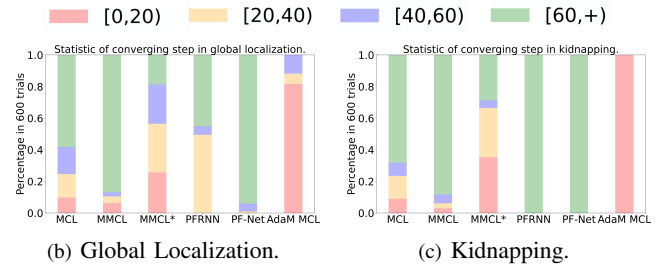 [0,20) [20,40) [40,60) [60,+)
Statistic of converging step in global localization.
Percentage in 600 trials
1.0
0.8
0.6
0.4
0.2
0.0
MCL MMCL MMCL* PFRNN PF-Net AdaM MCL
(b) Global Localization.
Statistic of converging step in kidnapping.
Percentage in 600 trials
1.0
0.8
0.6
0.4
0.2
0.0
MCL MMCL MMCL* PFRNN PF-Net AdaM MCL
(c) Kidnapping.